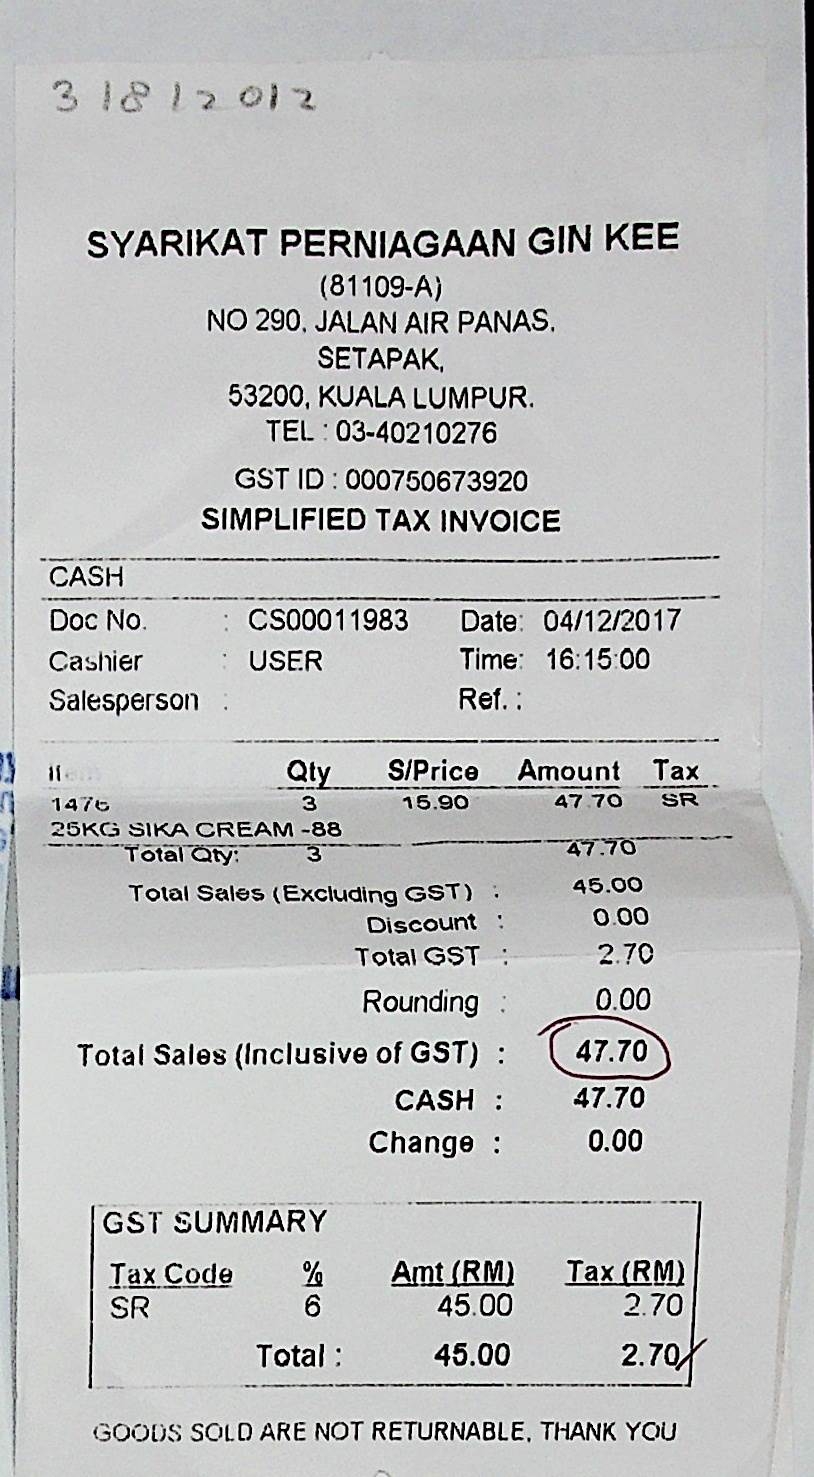 3 1812012
SYARIKAT PERNIAGAAN GIN KEE
(81109-A)
NO 290, JALAN AIR PANAS,
SETAPAK,
53200, KUALA LUMPUR.
TEL : 03-40210276
GST ID : 000750673920
SIMPLIFIED TAX INVOICE
CASH
Doc No. : CS00011983 Date: 04/12/2017
Cashier : USER Time: 16:15:00
Salesperson : Ref. :
Item Qty S/Price Amount Tax
1476 3 15.90 47.70 SR
25KG SIKA CREAM -88
Total Qty: 3 47.70
Total Sales (Excluding GST) : 45.00
Discount : 0.00
Total GST : 2.70
Rounding : 0.00
Total Sales (Inclusive of GST) : 47.70
CASH : 47.70
Change : 0.00
GST SUMMARY
Tax Code % Amt (RM) Tax (RM)
SR 6 45.00 2.70
Total : 45.00 2.70
GOODS SOLD ARE NOT RETURNABLE, THANK YOU